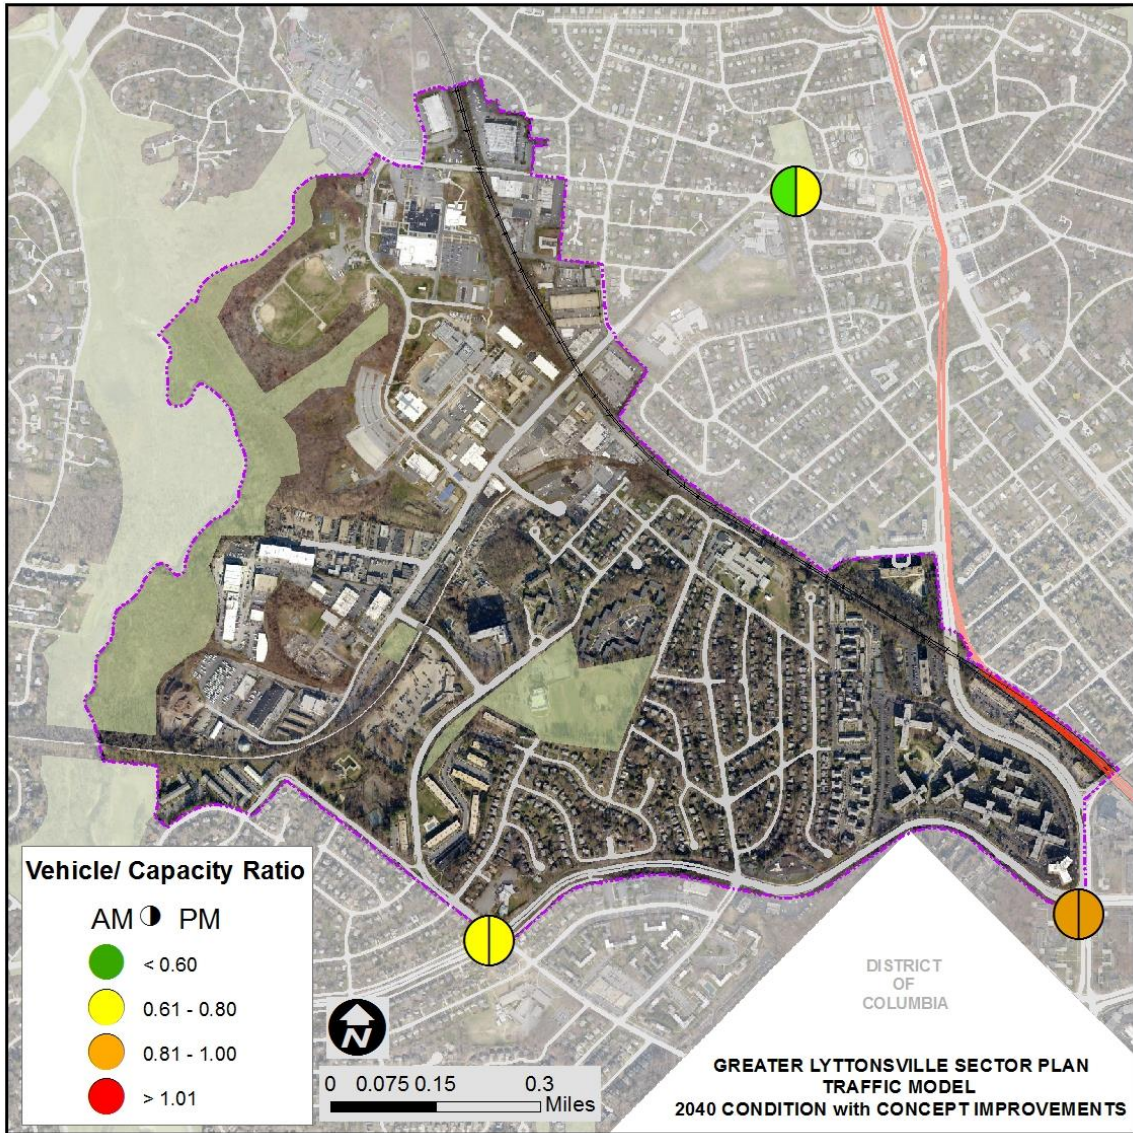 Vehicle/ Capacity Ratio
AM PM
< 0.60
0.61 - 0.80
0.81 - 1.00
> 1.01
N
0 0.075 0.15 0.3
Miles
DISTRICT
OF
COLUMBIA
GREATER LYTTONSVILLE SECTOR PLAN
TRAFFIC MODEL
2040 CONDITION with CONCEPT IMPROVEMENTS